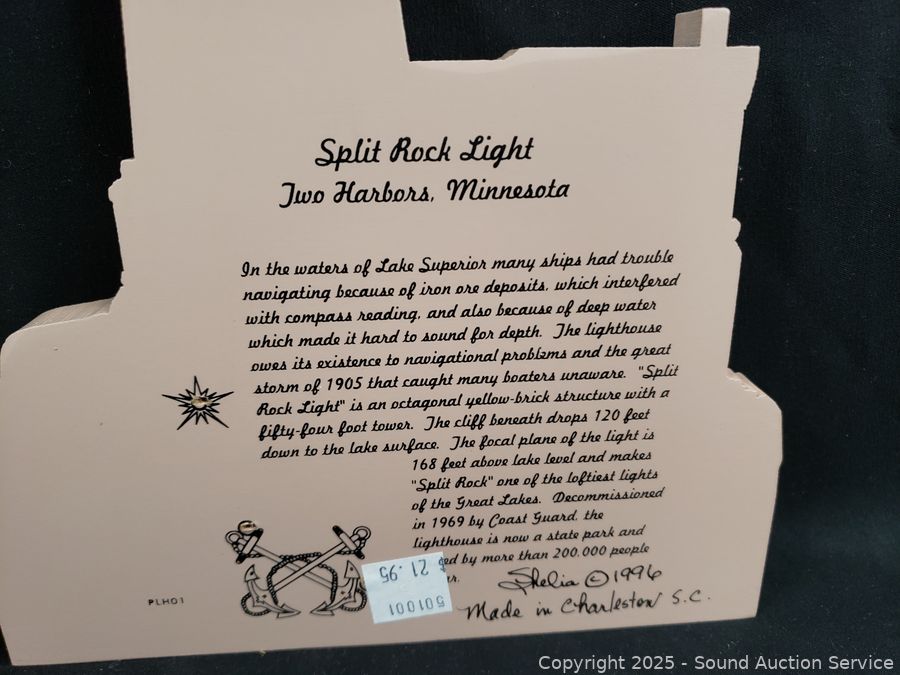 Split Rock Light
Two Harbors, Minnesota
In the waters of Lake Superior many ships had trouble
navigating because of iron ore deposits, which interfered
with compass reading, and also because of deep water
which made it hard to sound for depth. The lighthouse
owes its existence to navigational problems and the great
storm of 1905 that caught many boaters unaware. "Split
Rock Light" is an octagonal yellow-brick structure with a
fifty-four foot tower. The cliff beneath drops 120 feet
down to the lake surface. The focal plane of the light is
168 feet above lake level and makes
"Split Rock" one of the loftiest lights
of the Great Lakes. Decommissioned
in 1969 by Coast Guard, the
lighthouse is now a state park and
by more than 200,000 people
Shelia ©1996
Made in Charleston S.C.
PLH01
$ 21.95
501001
Copyright 2025 - Sound Auction Service